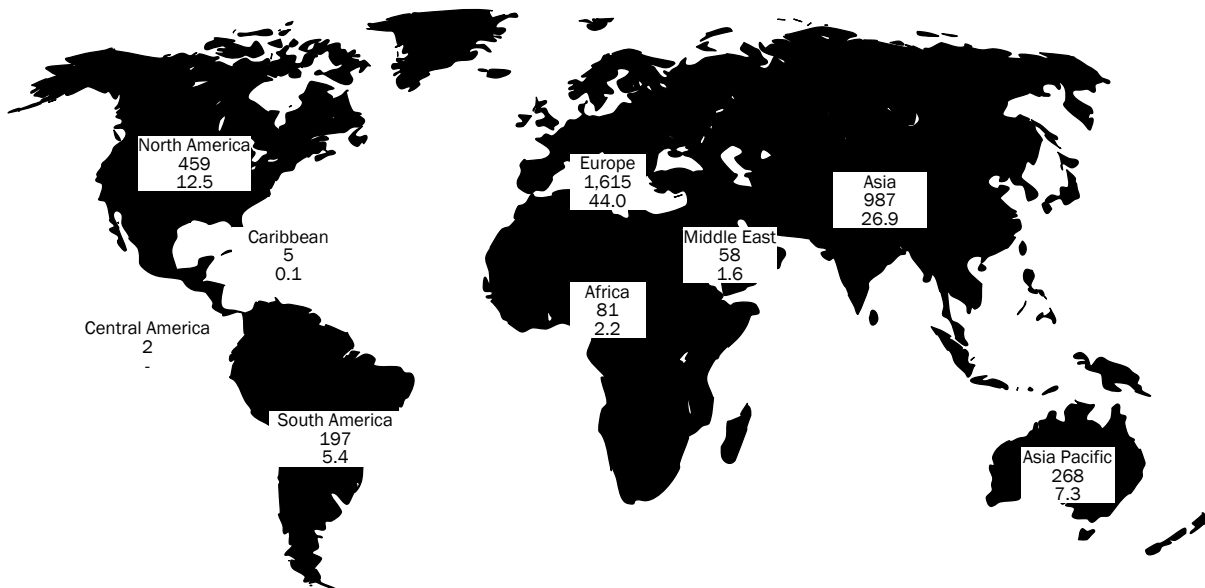 North America
459
12.5
Europe
1,615
44.0
Asia
987
26.9
Caribbean
5
0.1
Middle East
58
1.6
Africa
81
2.2
Central America
2
-
South America
197
5.4
Asia Pacific
268
7.3